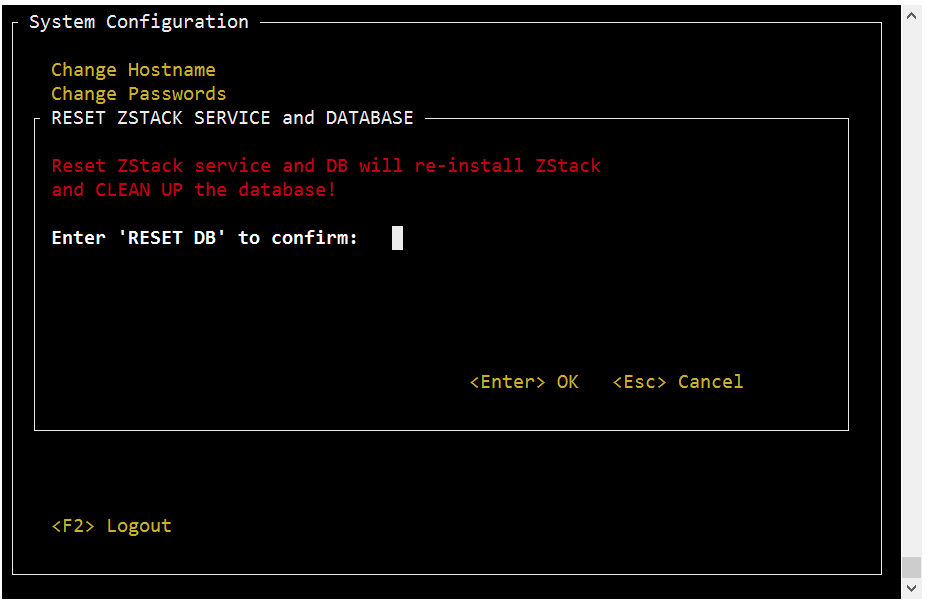 System Configuration
Change Hostname
Change Passwords
RESET ZSTACK SERVICE and DATABASE
Reset ZStack service and DB will re-install ZStack
and CLEAN UP the database!
Enter 'RESET DB' to confirm:
<Enter> OK <Esc> Cancel
<F2> Logout